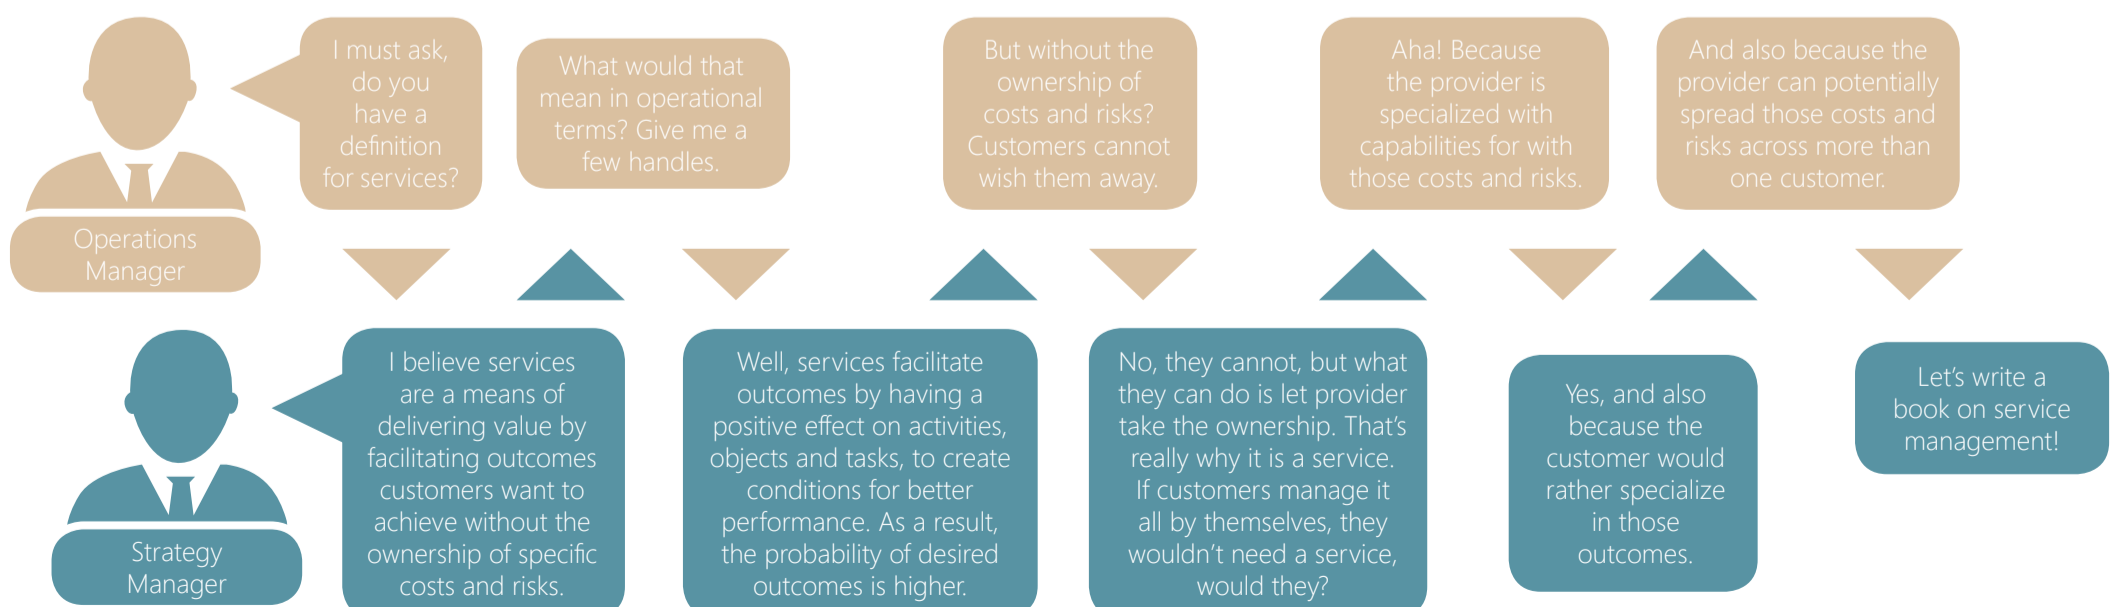 Operations
Manager
I must ask,
do you
have a
definition
for services?
Strategy
Manager
I believe services
are a means of
delivering value by
facilitating outcomes
customers want to
achieve without the
ownership of specific
costs and risks.
What would that
mean in operational
terms? Give me a
few handles.
Well, services facilitate
outcomes by having a
positive effect on activities,
objects and tasks, to create
conditions for better
performance. As a result,
the probability of desired
outcomes is higher.
But without the
ownership of
costs and risks?
Customers cannot
wish them away.
No, they cannot, but what
they can do is let provider
take the ownership. That’s
really why it is a service.
If customers manage it
all by themselves, they
wouldn’t need a service,
would they?
Aha! Because
the provider is
specialized with
capabilities for with
those costs and risks.
Yes, and also
because the
customer would
rather specialize
in those
outcomes.
And also because the
provider can potentially
spread those costs and
risks across more than
one customer.
Let’s write a
book on service
management!